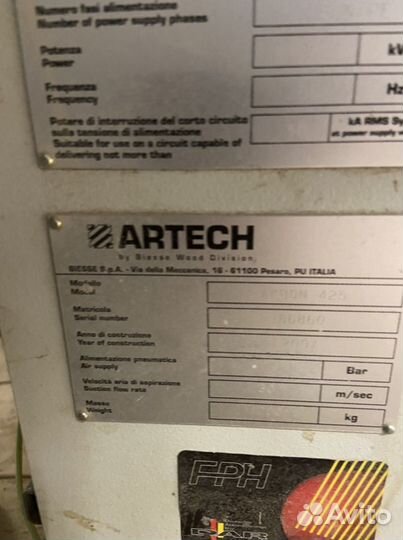 Numero fasi alimentazione
Number of power supply phases
Potenza
Power
kW
Frequenza
Frequency
Hz
Potere di interruzione del corto circuito
sulla tensione di alimentazione
Suitable for use on a circuit capable of
delivering not more than
kA RMS Sy
at power supply
ARTECH
by Biesse Wood Division
BIESSE S.p.A. - Via della Meccanica, 16 - 61100 Pesaro, PU ITALIA
Modello
Model
425
Matricola
Serial number
Anno di costruzione
Year of construction
2007
Alimentazione pneumatica
Air supply
Bar
Velocità aria di aspirazione
Suction flow rate
m/sec
Massa
Weight
kg
FPH
Avito